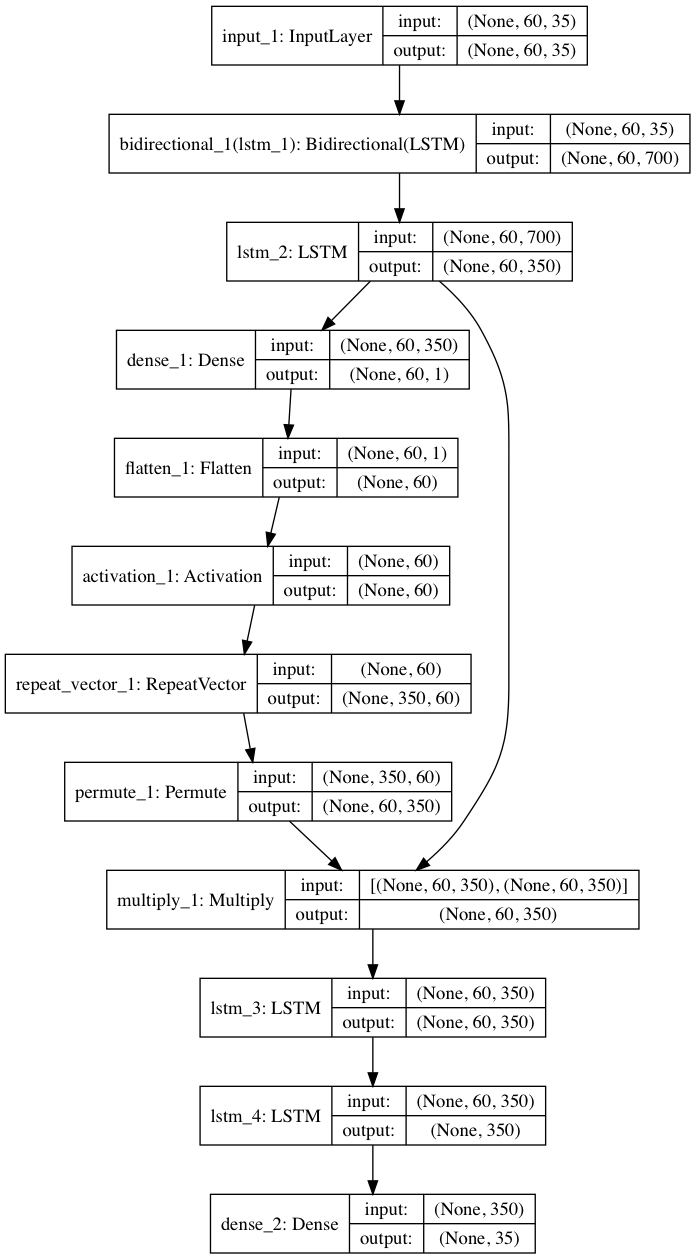 input_1: InputLayer
input:
(None, 60, 35)
output:
(None, 60, 35)
bidirectional_1(lstm_1): Bidirectional(LSTM)
input:
(None, 60, 35)
output:
(None, 60, 700)
lstm_2: LSTM
input:
(None, 60, 700)
output:
(None, 60, 350)
dense_1: Dense
input:
(None, 60, 350)
output:
(None, 60, 1)
flatten_1: Flatten
input:
(None, 60, 1)
output:
(None, 60)
activation_1: Activation
input:
(None, 60)
output:
(None, 60)
repeat_vector_1: RepeatVector
input:
(None, 60)
output:
(None, 350, 60)
permute_1: Permute
input:
(None, 350, 60)
output:
(None, 60, 350)
multiply_1: Multiply
input:
[(None, 60, 350), (None, 60, 350)]
output:
(None, 60, 350)
lstm_3: LSTM
input:
(None, 60, 350)
output:
(None, 60, 350)
lstm_4: LSTM
input:
(None, 60, 350)
output:
(None, 350)
dense_2: Dense
input:
(None, 350)
output:
(None, 35)